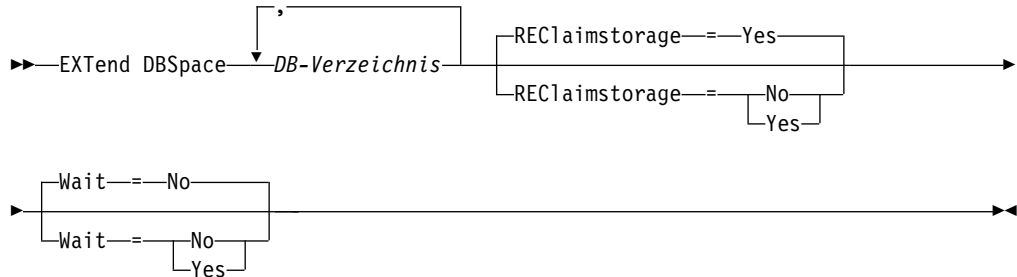 ,
REClaimstorage = Yes
EXTend DBSpace DB-Verzeichnis
REClaimstorage = No
Yes
Wait = No
Wait = No
Yes